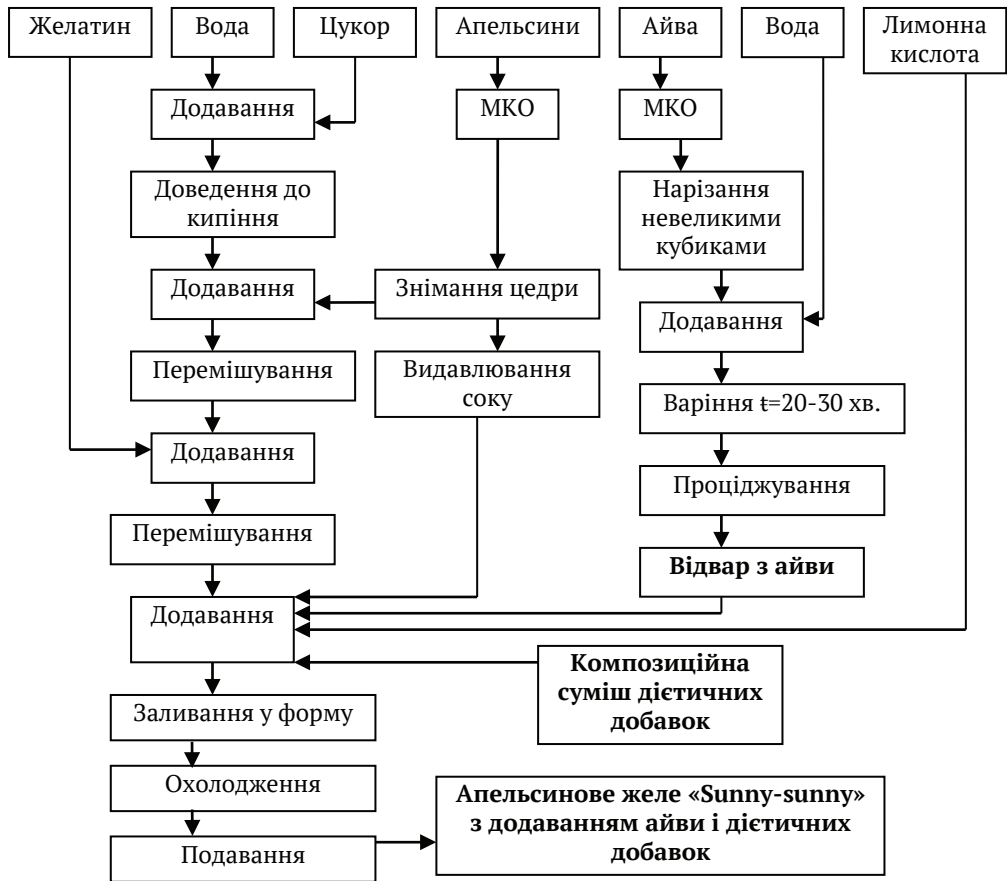 Желатин
Вода
Цукор
Апельсини
Айва
Вода
Лимонна
кислота
Додавання
МКО
МКО
Доведення до
кипіння
Нарізання
невеликими
кубиками
Додавання
Знімання цедри
Додавання
Перемішування
Видавлювання
соку
Варіння t=20-30 хв.
Додавання
Проціджування
Перемішування
Відвар з айви
Додавання
Композиційна
суміш дієтичних
добавок
Заливання у форму
Охолодження
Апельсинове желе «Sunny-sunny»
з додаванням айви і дієтичних
добавок
Подавання